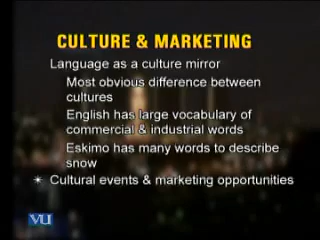 CULTURE & MARKETING
Language as a culture mirror
Most obvious difference between
cultures
English has large vocabulary of
commercial & industrial words
Eskimo has many words to describe
snow
Cultural events & marketing opportunities
VU